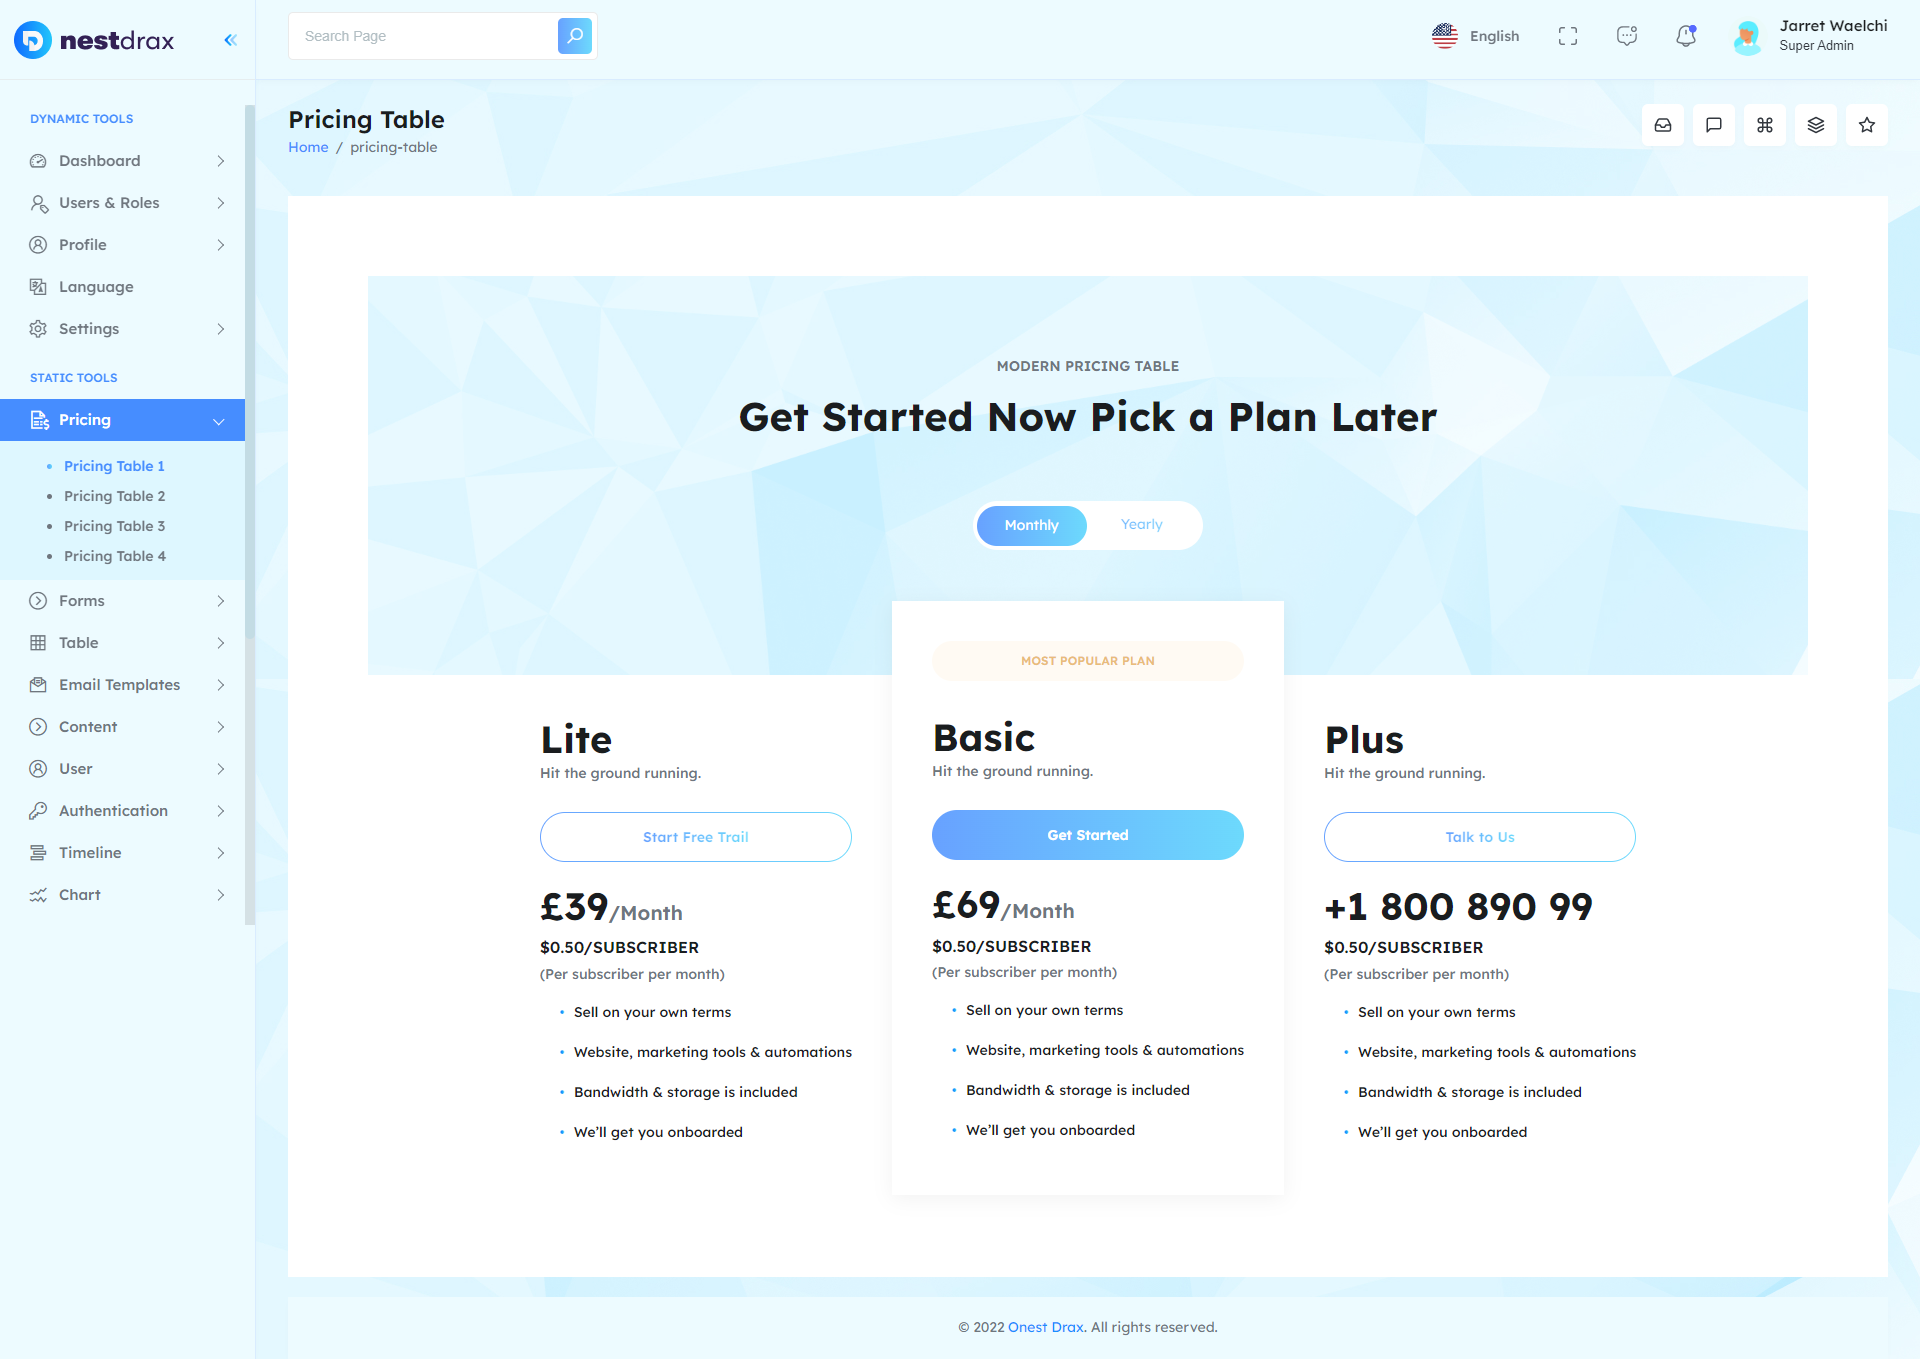 nestdrax
Search Page
English
Jarret Waelchi
Super Admin
DYNAMIC TOOLS
Dashboard
Users & Roles
Profile
Language
Settings
STATIC TOOLS
Pricing
Pricing Table 1
Pricing Table 2
Pricing Table 3
Pricing Table 4
Forms
Table
Email Templates
Content
User
Authentication
Timeline
Chart
Pricing Table
Home / pricing-table
MODERN PRICING TABLE
Get Started Now Pick a Plan Later
Monthly Yearly
Lite
Hit the ground running.
Start Free Trail
£39/Month
$0.50/SUBSCRIBER
(Per subscriber per month)
• Sell on your own terms
• Website, marketing tools & automations
• Bandwidth & storage is included
• We'll get you onboarded
MOST POPULAR PLAN
Basic
Hit the ground running.
Get Started
£69/Month
$0.50/SUBSCRIBER
(Per subscriber per month)
• Sell on your own terms
• Website, marketing tools & automations
• Bandwidth & storage is included
• We'll get you onboarded
Plus
Hit the ground running.
Talk to Us
+1 800 890 99
$0.50/SUBSCRIBER
(Per subscriber per month)
• Sell on your own terms
• Website, marketing tools & automations
• Bandwidth & storage is included
• We'll get you onboarded
© 2022 Onest Drax. All rights reserved.